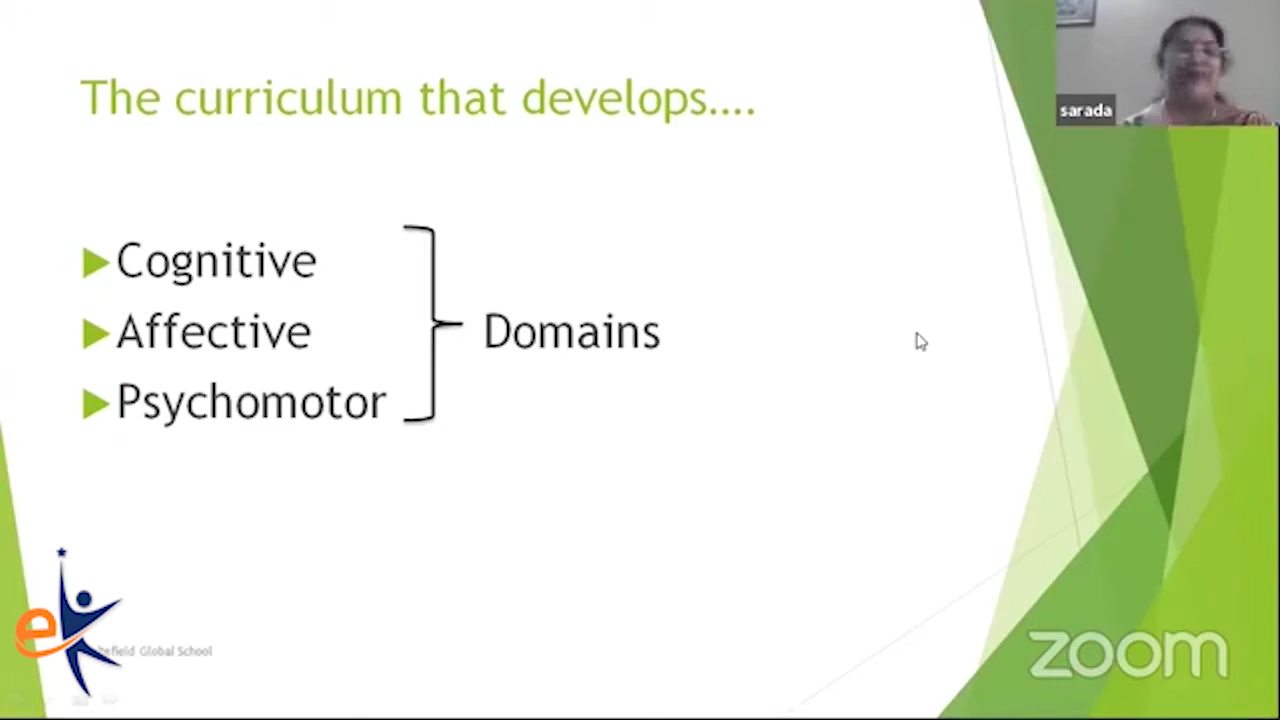 The curriculum that develops....
sarada
Cognitive
Affective
Domains
Psychomotor
e
Global School
zoom